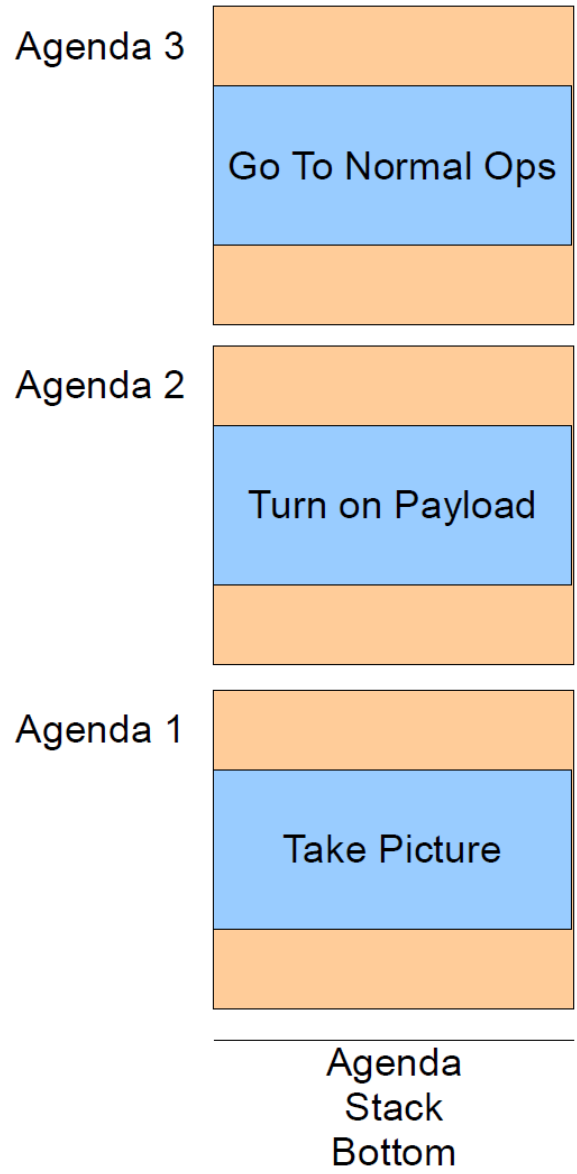 Agenda 3
Go To Normal Ops
Agenda 2
Turn on Payload
Agenda 1
Take Picture
Agenda
Stack
Bottom